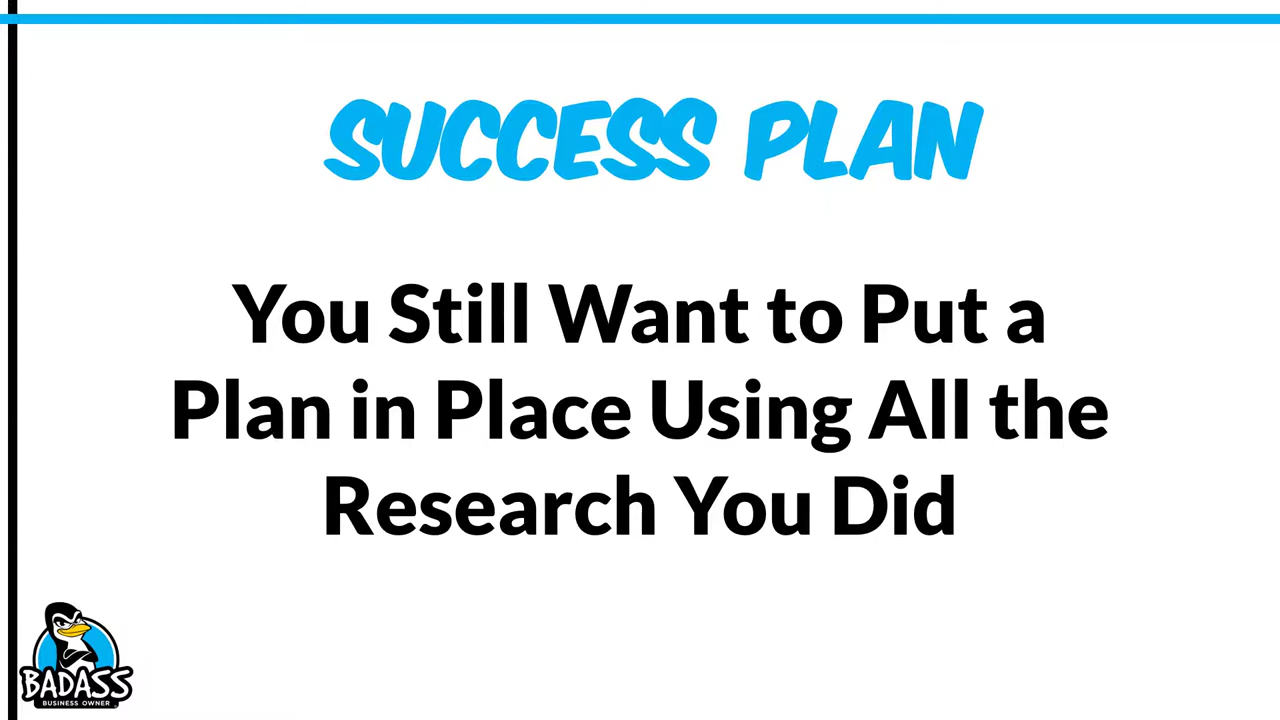 SUCCESS PLAN
You Still Want to Put a
Plan in Place Using All the
Research You Did
BADASS
BUSINESS OWNER